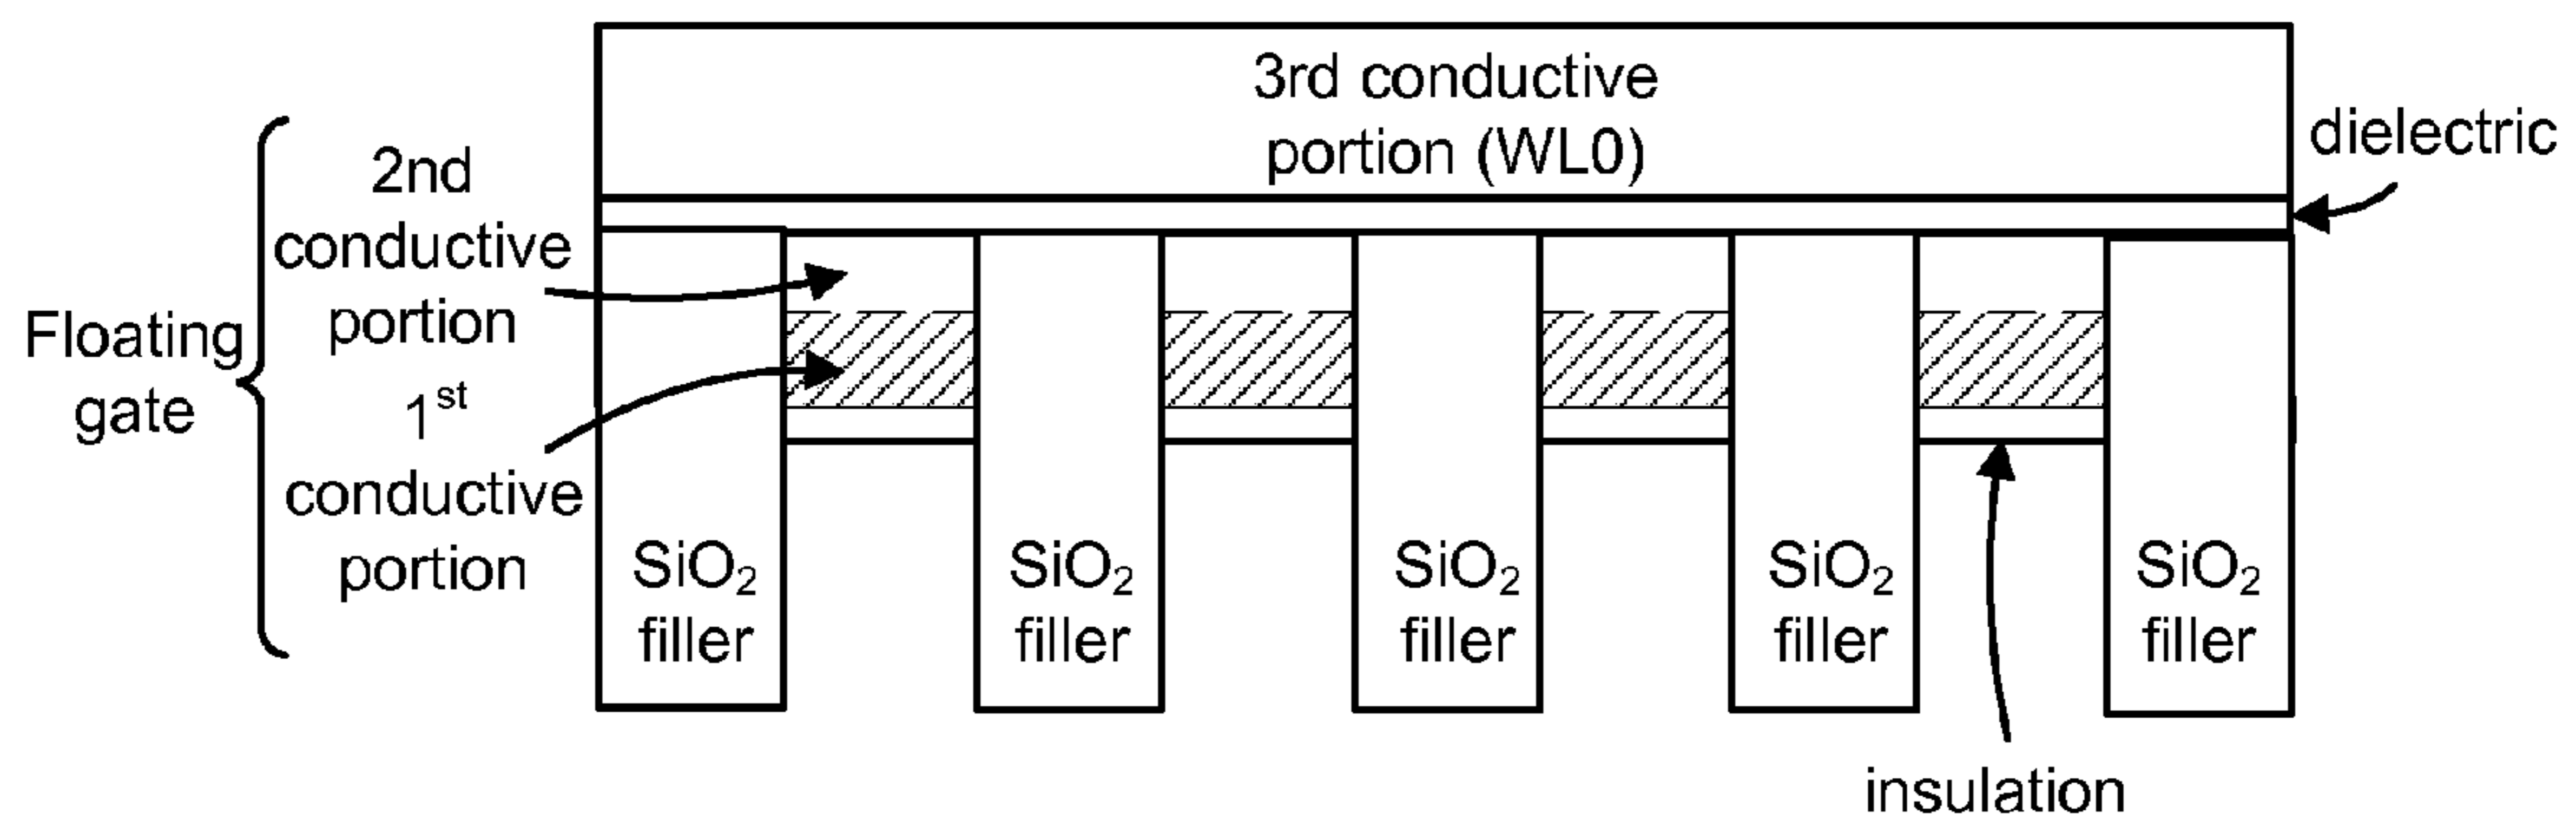 3rd conductive
portion (WL0)
dielectric
2nd
conductive
portion
Floating
gate
1st
conductive
portion
SiO2
filler
SiO2
filler
SiO2
filler
SiO2
filler
SiO2
filler
insulation